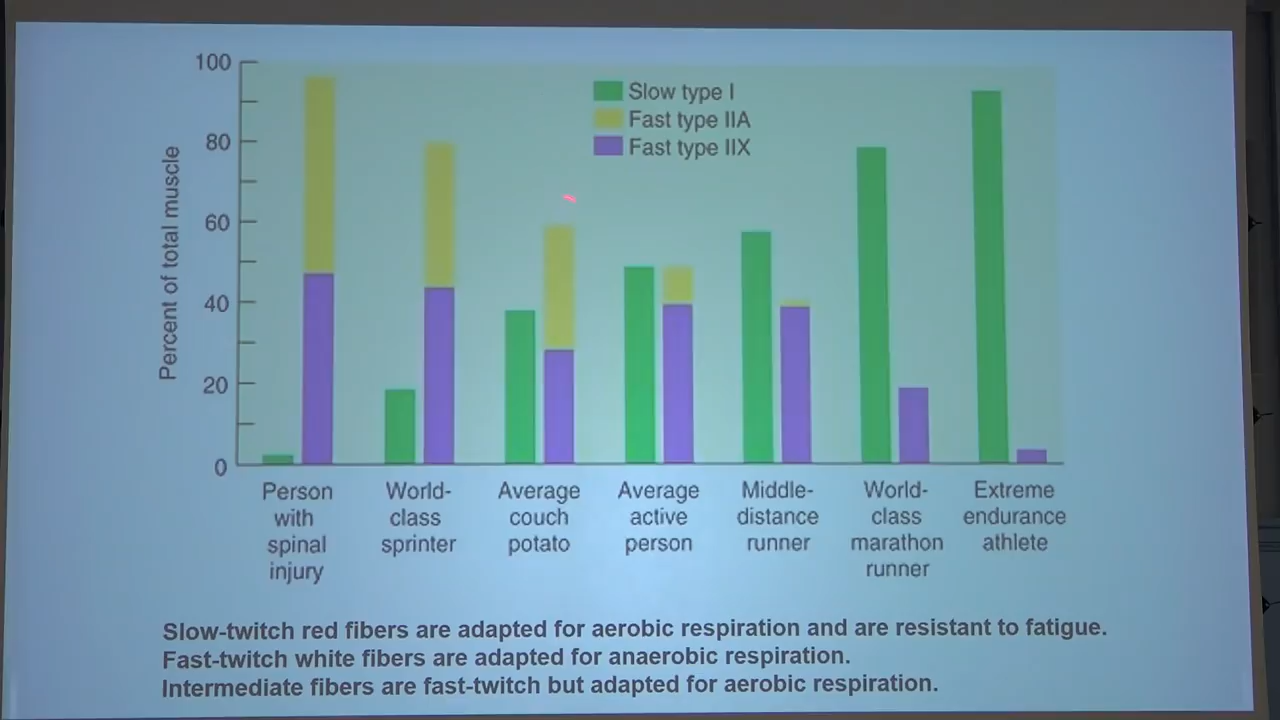 100
80
60
40
20
0
Percent of total muscle
Slow type I
Fast type IIA
Fast type IIX
Person
with
spinal
injury
World-
class
sprinter
Average
couch
potato
Average
active
person
Middle-
distance
runner
World-
class
marathon
runner
Extreme
endurance
athlete
Slow-twitch red fibers are adapted for aerobic respiration and are resistant to fatigue.
Fast-twitch white fibers are adapted for anaerobic respiration.
Intermediate fibers are fast-twitch but adapted for aerobic respiration.